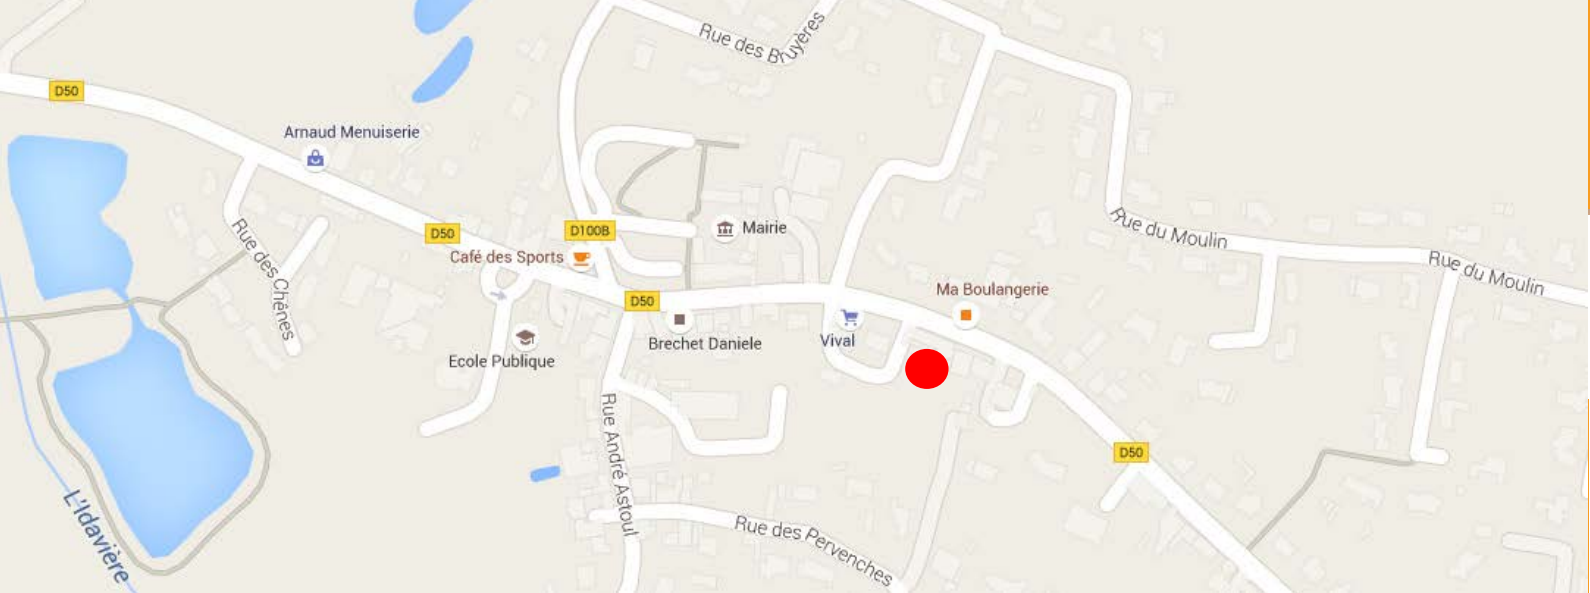 Rue des Bruyères
D50
Arnaud Menuiserie
Rue du Moulin
Rue des Chênes
D50
D100B
Mairie
Café des Sports
Rue du Moulin
D50
Ma Boulangerie
Brechet Daniele
Vival
Ecole Publique
Rue André Astoul
D50
L'Idavière
Rue des Pervenches